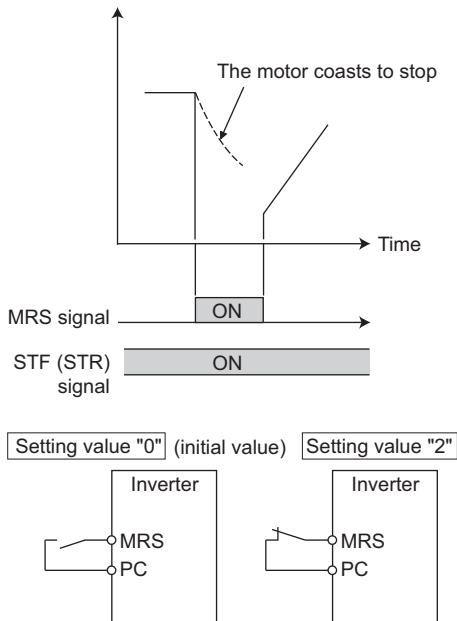 The motor coasts to stop
Time
MRS signal
ON
STF (STR)
signal
ON
Setting value "0" (initial value)
Setting value "2"
Inverter
MRS
PC
Inverter
MRS
PC